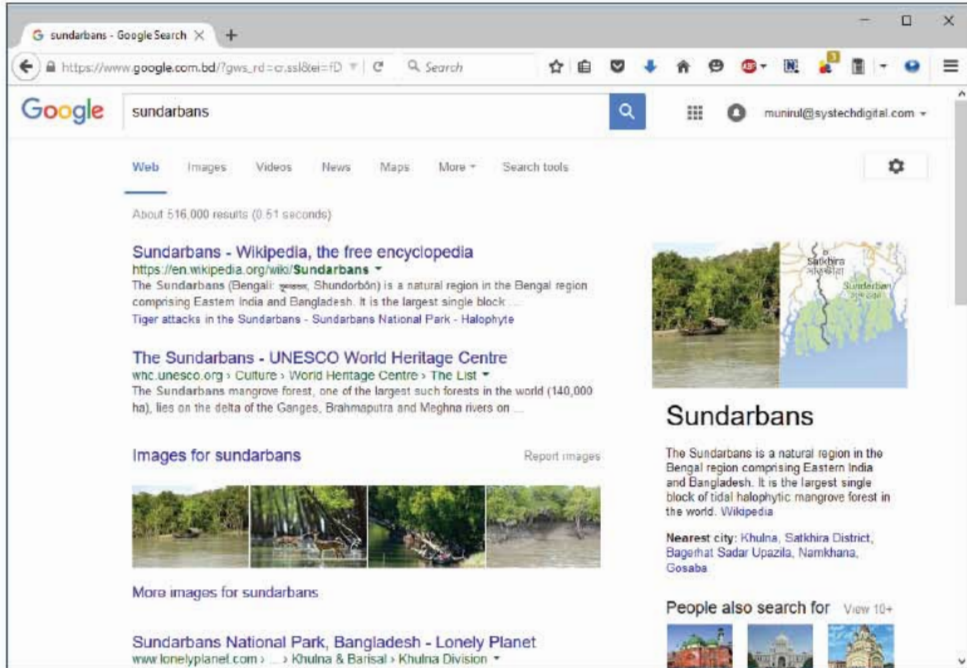 G sundarbans - Google Search × +
https://www.google.com.bd/?gws_rd=cr,ssl&ei=fD
Search
ABP
3
Google
sundarbans
munirul@systechdigital.com
Web Images Videos News Maps More Search tools
About 516,000 results (0.51 seconds)
Sundarbans - Wikipedia, the free encyclopedia
https://en.wikipedia.org/wiki/Sundarbans
The Sundarbans (Bengali: Shundorbôn) is a natural region in the Bengal region
comprising Eastern India and Bangladesh. It is the largest single block ...
Tiger attacks in the Sundarbans - Sundarbans National Park - Halophyte
The Sundarbans - UNESCO World Heritage Centre
whc.unesco.org › Culture › World Heritage Centre › The List
The Sundarbans mangrove forest, one of the largest such forests in the world (140,000
ha), lies on the delta of the Ganges, Brahmaputra and Meghna rivers on ...
Images for sundarbans
Report images
More images for sundarbans
Sundarbans National Park, Bangladesh - Lonely Planet
www.lonelyplanet.com › ... › Khulna & Barisal › Khulna Division
Satkhira
Sundarban
Sundarbans
The Sundarbans is a natural region in the
Bengal region comprising Eastern India
and Bangladesh. It is the largest single
block of tidal halophytic mangrove forest in
the world. Wikipedia
Nearest city: Khulna, Satkhira District,
Bagerhat Sadar Upazila, Namkhana,
Gosaba
People also search for
View 10+